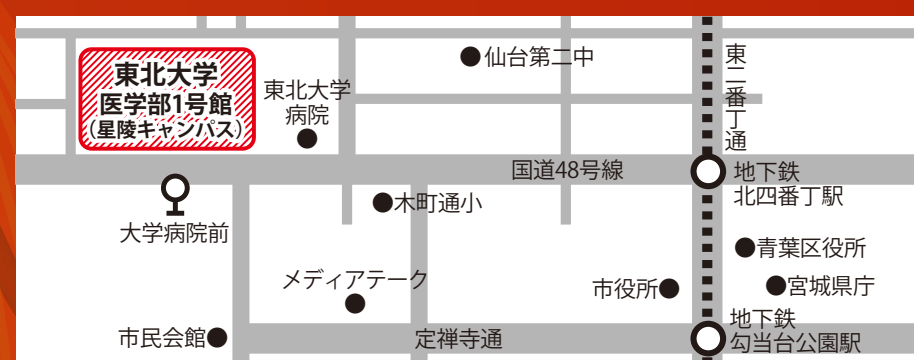 東北大学
医学部1号館
(星陵キャンパス)
東北大学
病院
仙台第二中
東二番丁通
国道48号線
地下鉄
北四番丁駅
大学病院前
木町通小
青葉区役所
メディアテーク
市役所
宮城県庁
市民会館
定禅寺通
地下鉄
勾当台公園駅